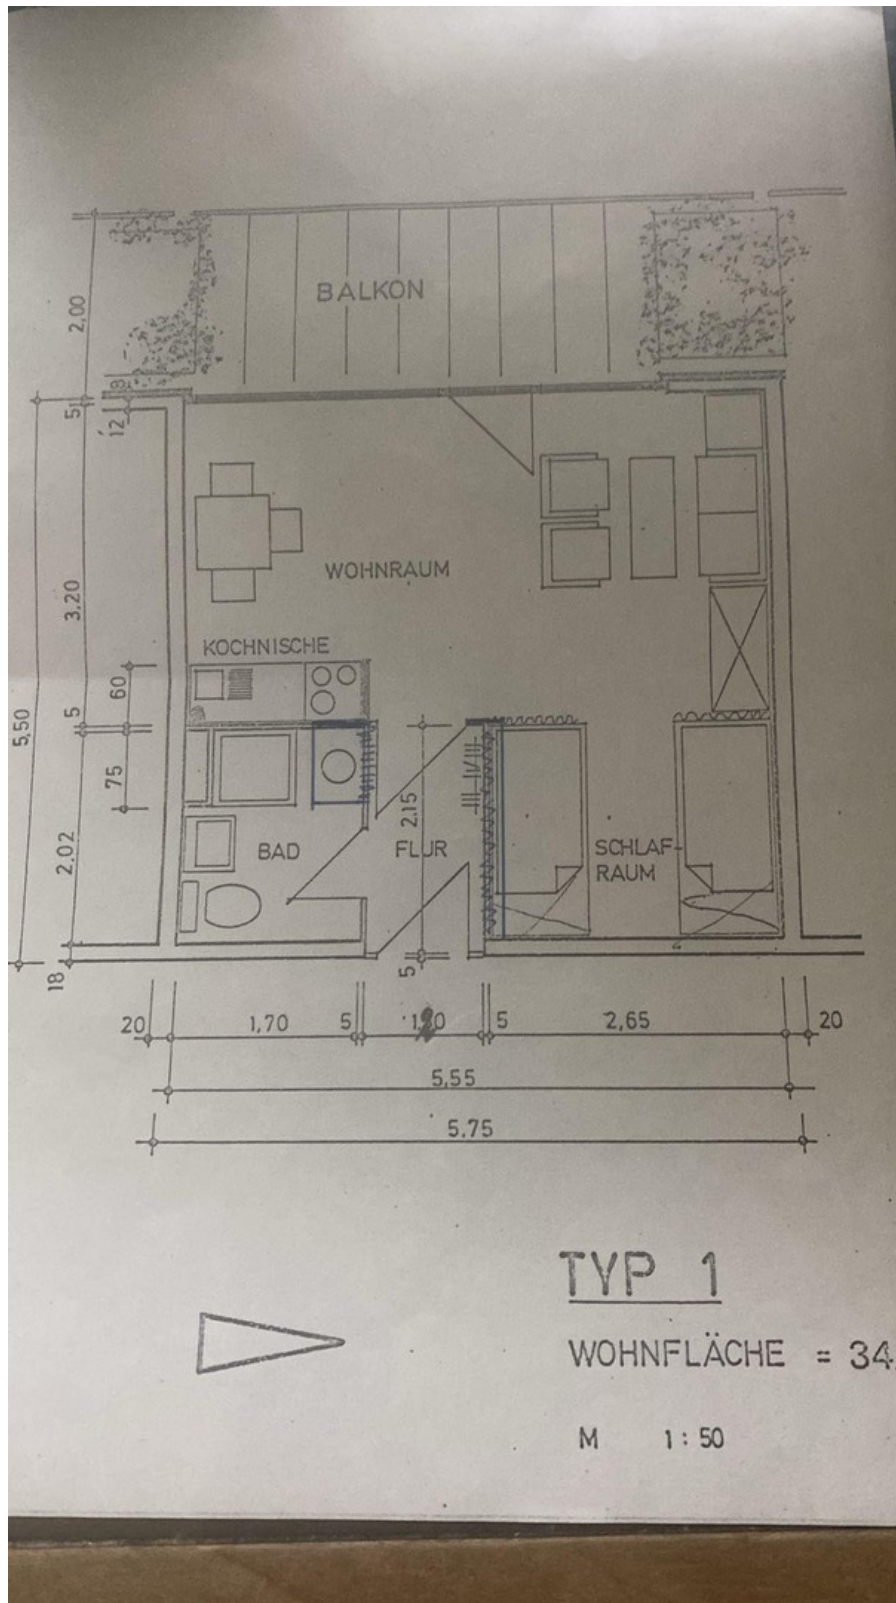 BALKON
2,00
8
5
12
WOHNRAUM
3.20
KOCHNISCHE
60
5
5,50
75
2,15
2,02
BAD
FLUR
SCHLAF-
RAUM
18
5
20 1,70 5 5 2,65 20
5,55
5.75
TYP 1
WOHNFLÄCHE = 34
M 1:50